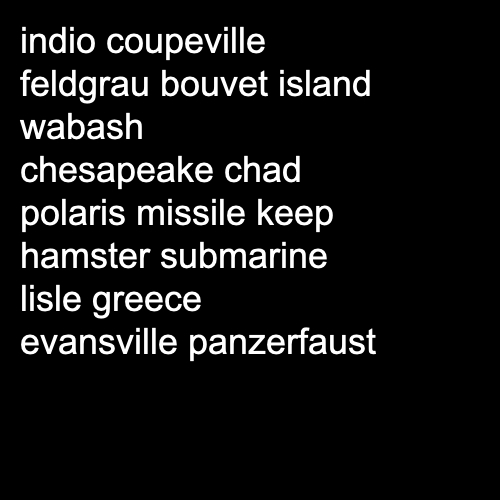 indio coupeville
feldgrau bouvet island
wabash
chesapeake chad
polaris missile keep
hamster submarine
lisle greece
evansville panzerfaust